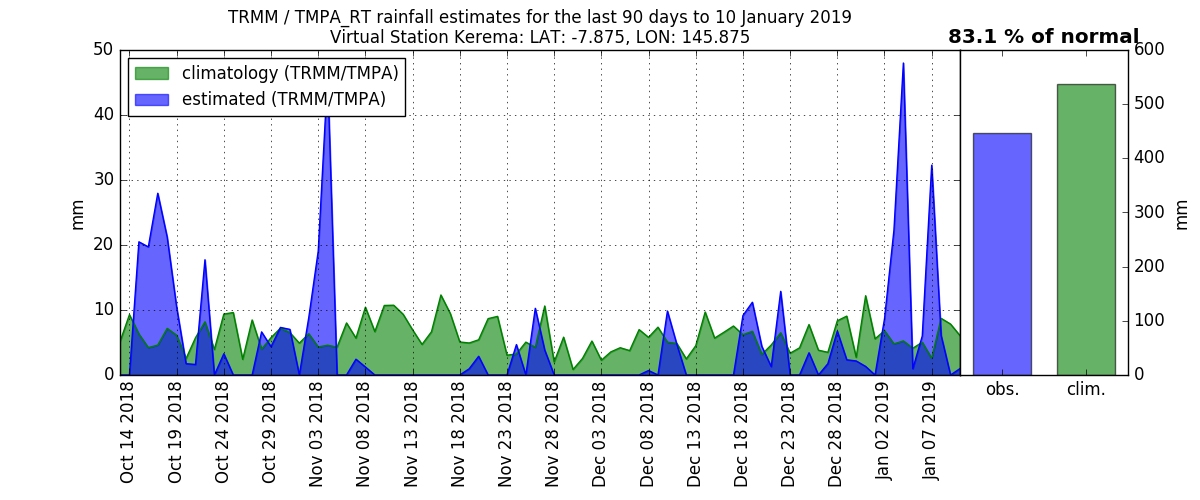 TRMM / TMPA_RT rainfall estimates for the last 90 days to 10 January 2019
Virtual Station Kerema: LAT: -7.875, LON: 145.875
83.1 % of normal
climatology (TRMM/TMPA)
estimated (TRMM/TMPA)
50
40
30
20
10
0
mm
Oct 14 2018
Oct 19 2018
Oct 24 2018
Oct 29 2018
Nov 03 2018
Nov 08 2018
Nov 13 2018
Nov 18 2018
Nov 23 2018
Nov 28 2018
Dec 03 2018
Dec 08 2018
Dec 13 2018
Dec 18 2018
Dec 23 2018
Dec 28 2018
Jan 02 2019
Jan 07 2019
obs.
clim.
600
500
400
300
200
100
0
mm